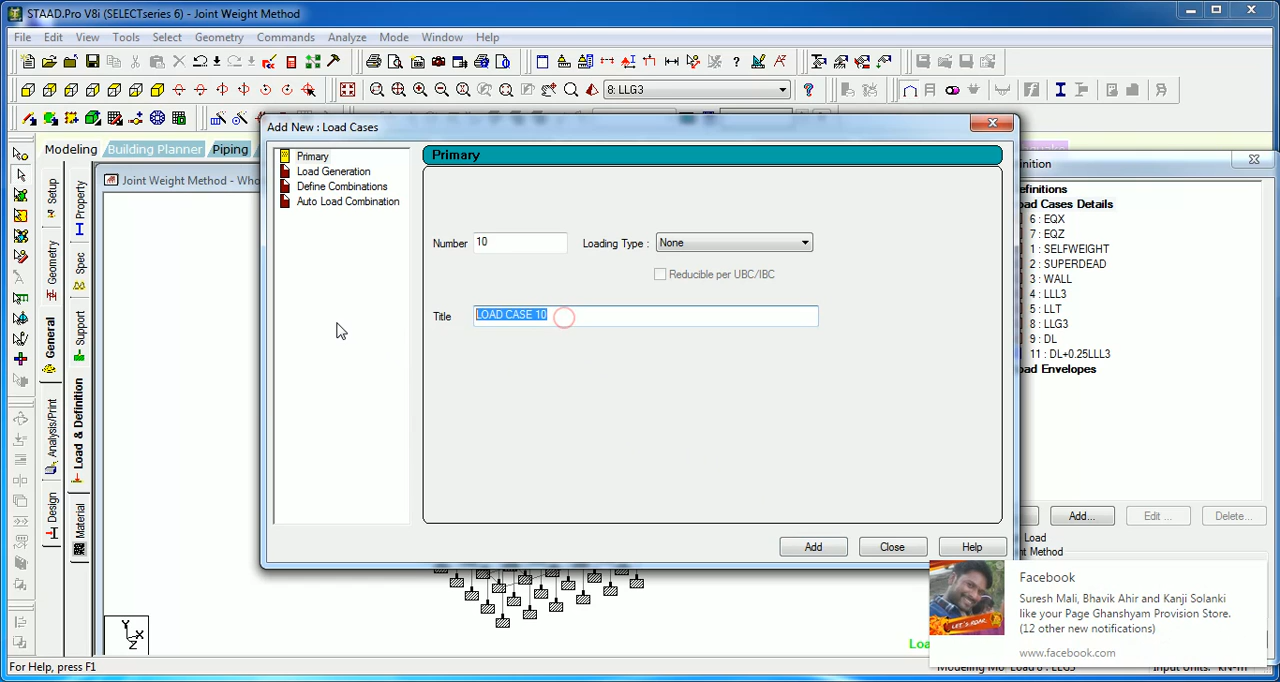 STAAD.Pro V8i (SELECTseries 6) - Joint Weight Method
File Edit View Tools Select Geometry Commands Analyze Mode Window Help
8: LLG3
Add New : Load Cases
Modeling Building Planner Piping
Joint Weight Method - Who
Setup
Geometry
General
Analysis/Print
Design
Property
Spec
Support
Load & Definition
Material
Primary
Load Generation
Define Combinations
Auto Load Combination
Primary
Number 10 Loading Type : None
Reducible per UBC/IBC
Title LOAD CASE 10
Add Close Help
inition
efinitions
oad Cases Details
6 : EQX
7 : EQZ
1 : SELFWEIGHT
2 : SUPERDEAD
3 : WALL
4 : LLL3
5 : LLT
8 : LLG3
9 : DL
11 : DL+0.25LLL3
oad Envelopes
Add... Edit ... Delete...
Load
nt Method
Facebook
Suresh Mali, Bhavik Ahir and Kanji Solanki
like your Page Ghanshyam Provision Store.
(12 other new notifications)
www.facebook.com
LET'S ROAR.
Y X
Z
Loa
For Help, press F1